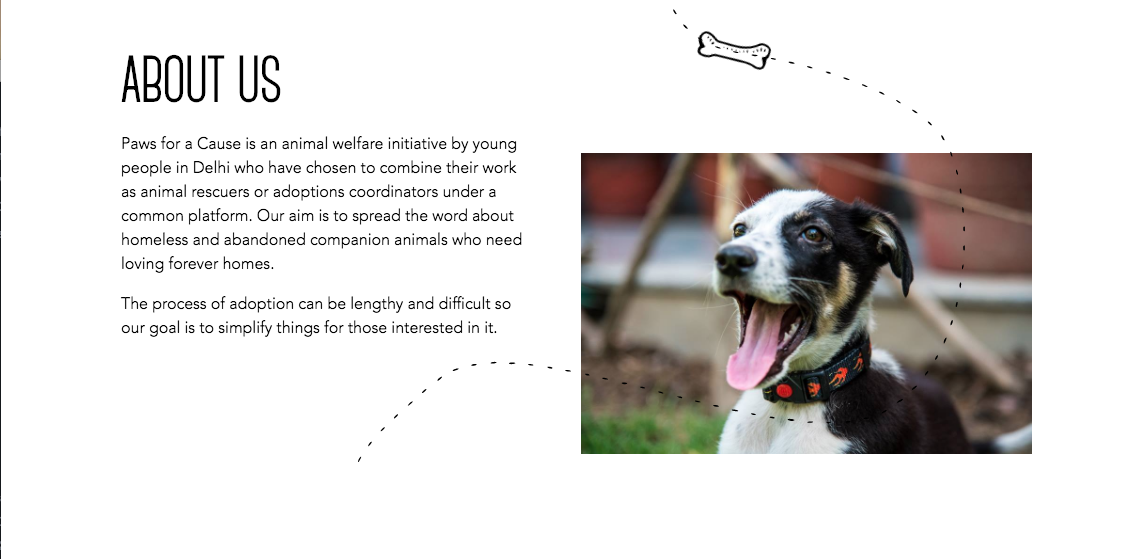 ABOUT US
Paws for a Cause is an animal welfare initiative by young
people in Delhi who have chosen to combine their work
as animal rescuers or adoptions coordinators under a
common platform. Our aim is to spread the word about
homeless and abandoned companion animals who need
loving forever homes.
The process of adoption can be lengthy and difficult so
our goal is to simplify things for those interested in it.